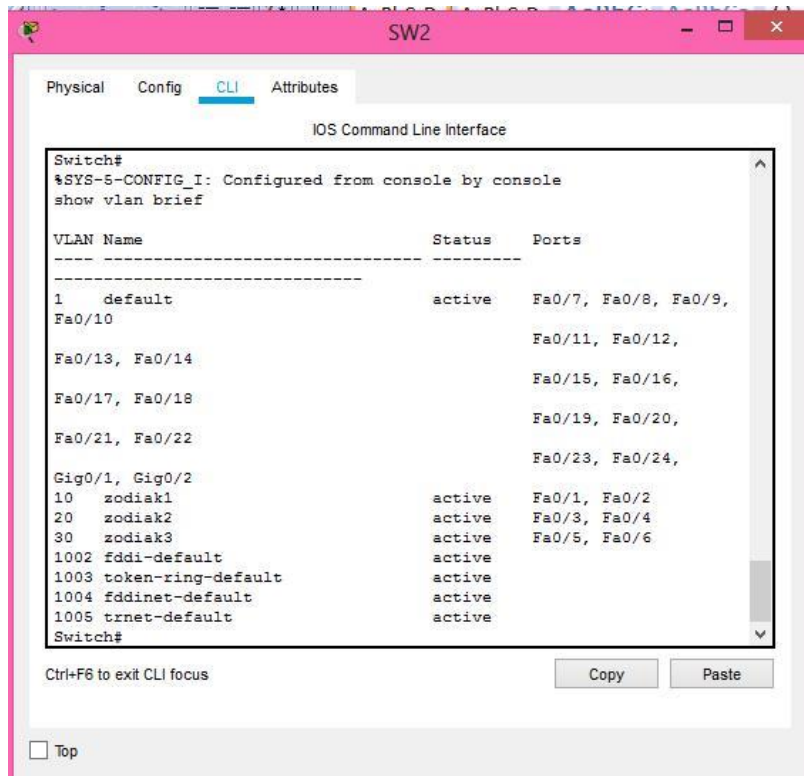 SW2
Physical Config CLI Attributes
IOS Command Line Interface
Switch#
%SYS-5-CONFIG_I: Configured from console by console
show vlan brief
VLAN Name Status Ports
---- -------------------------------- ---------
-------------------------------
1 default active Fa0/7, Fa0/8, Fa0/9,
Fa0/10
Fa0/11, Fa0/12,
Fa0/13, Fa0/14
Fa0/15, Fa0/16,
Fa0/17, Fa0/18
Fa0/19, Fa0/20,
Fa0/21, Fa0/22
Fa0/23, Fa0/24,
Gig0/1, Gig0/2
10 zodiak1 active Fa0/1, Fa0/2
20 zodiak2 active Fa0/3, Fa0/4
30 zodiak3 active Fa0/5, Fa0/6
1002 fddi-default active
1003 token-ring-default active
1004 fddinet-default active
1005 trnet-default active
Switch#
Ctrl+F6 to exit CLI focus
Copy Paste
Top